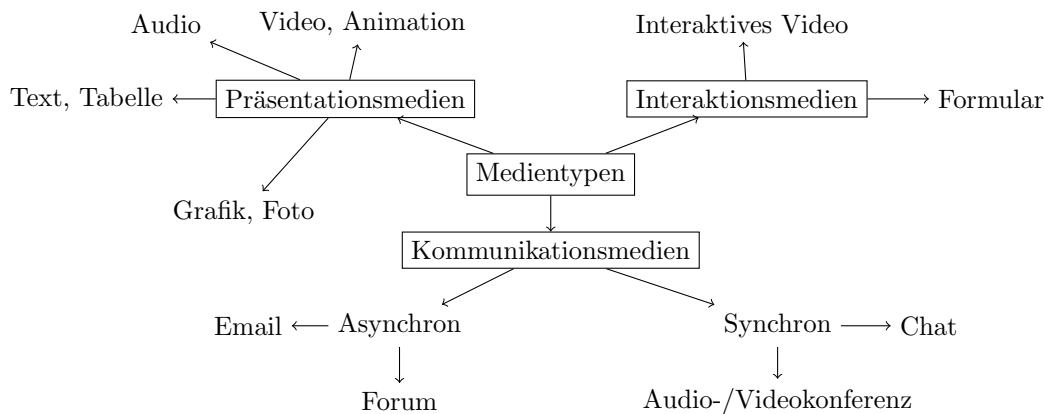 Audio
Video, Animation
Interaktives Video
Text, Tabelle
Präsentationsmedien
Interaktionsmedien
Formular
Medientypen
Grafik, Foto
Kommunikationsmedien
Email
Asynchron
Synchron
Chat
Forum
Audio-/Videokonferenz